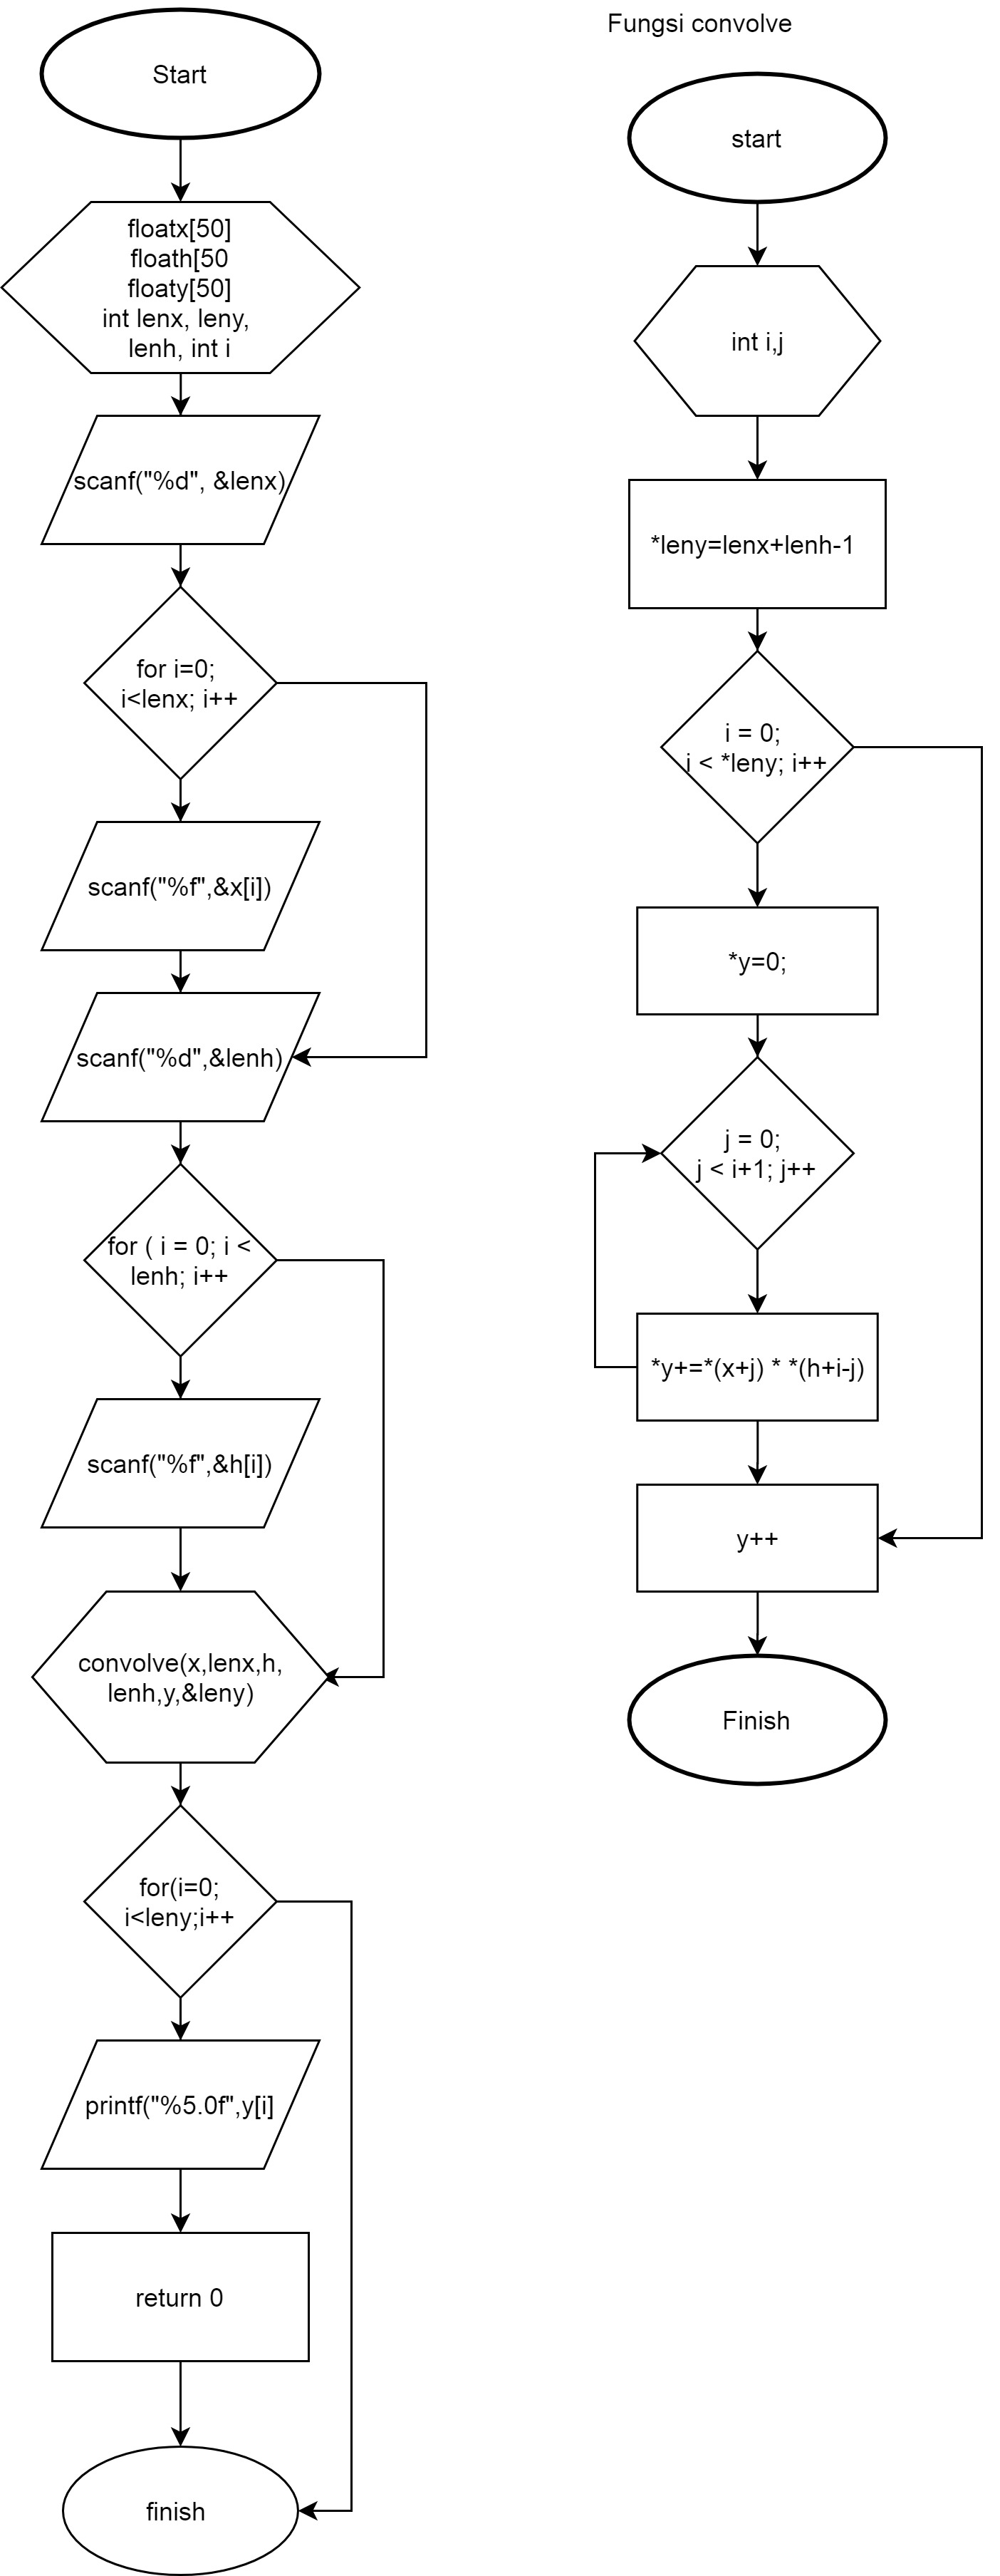 Start
floatx[50]
floath[50
floaty[50]
int lenx, leny,
lenh, int i
scanf("%d", &lenx)
for i=0;
i<lenx; i++
scanf("%f",&x[i])
scanf("%d",&lenh)
for ( i = 0; i <
lenh; i++
scanf("%f",&h[i])
convolve(x,lenx,h,
lenh,y,&leny)
for(i=0;
i<leny;i++
printf("%5.0f",y[i]
return 0
finish
Fungsi convolve
start
int i,j
*leny=lenx+lenh-1
i = 0;
i < *leny; i++
*y=0;
j = 0;
j < i+1; j++
*y+=*(x+j) * *(h+i-j)
y++
Finish